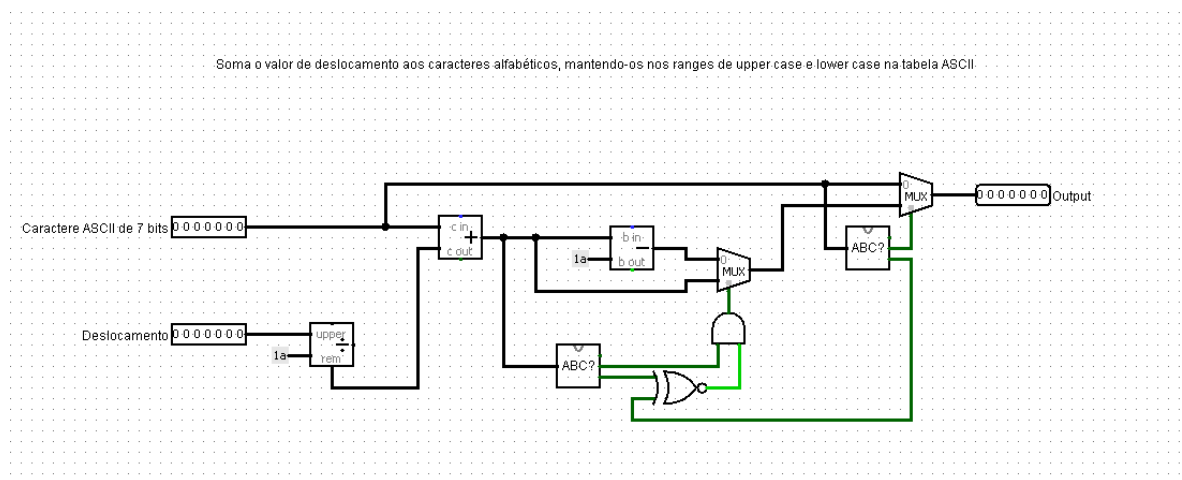 Soma o valor de deslocamento aos caracteres alfabéticos, mantendo-os nos ranges de upper case e lower case na tabela ASCII
0
MUX
0 0 0 0 0 0 0 Output
Caractere ASCII de 7 bits 0 0 0 0 0 0 0
c in
+
c out
b in
b out
1a
0
MUX
ABC?
Deslocamento 0 0 0 0 0 0 0
upper
÷
1a
rem
ABC?